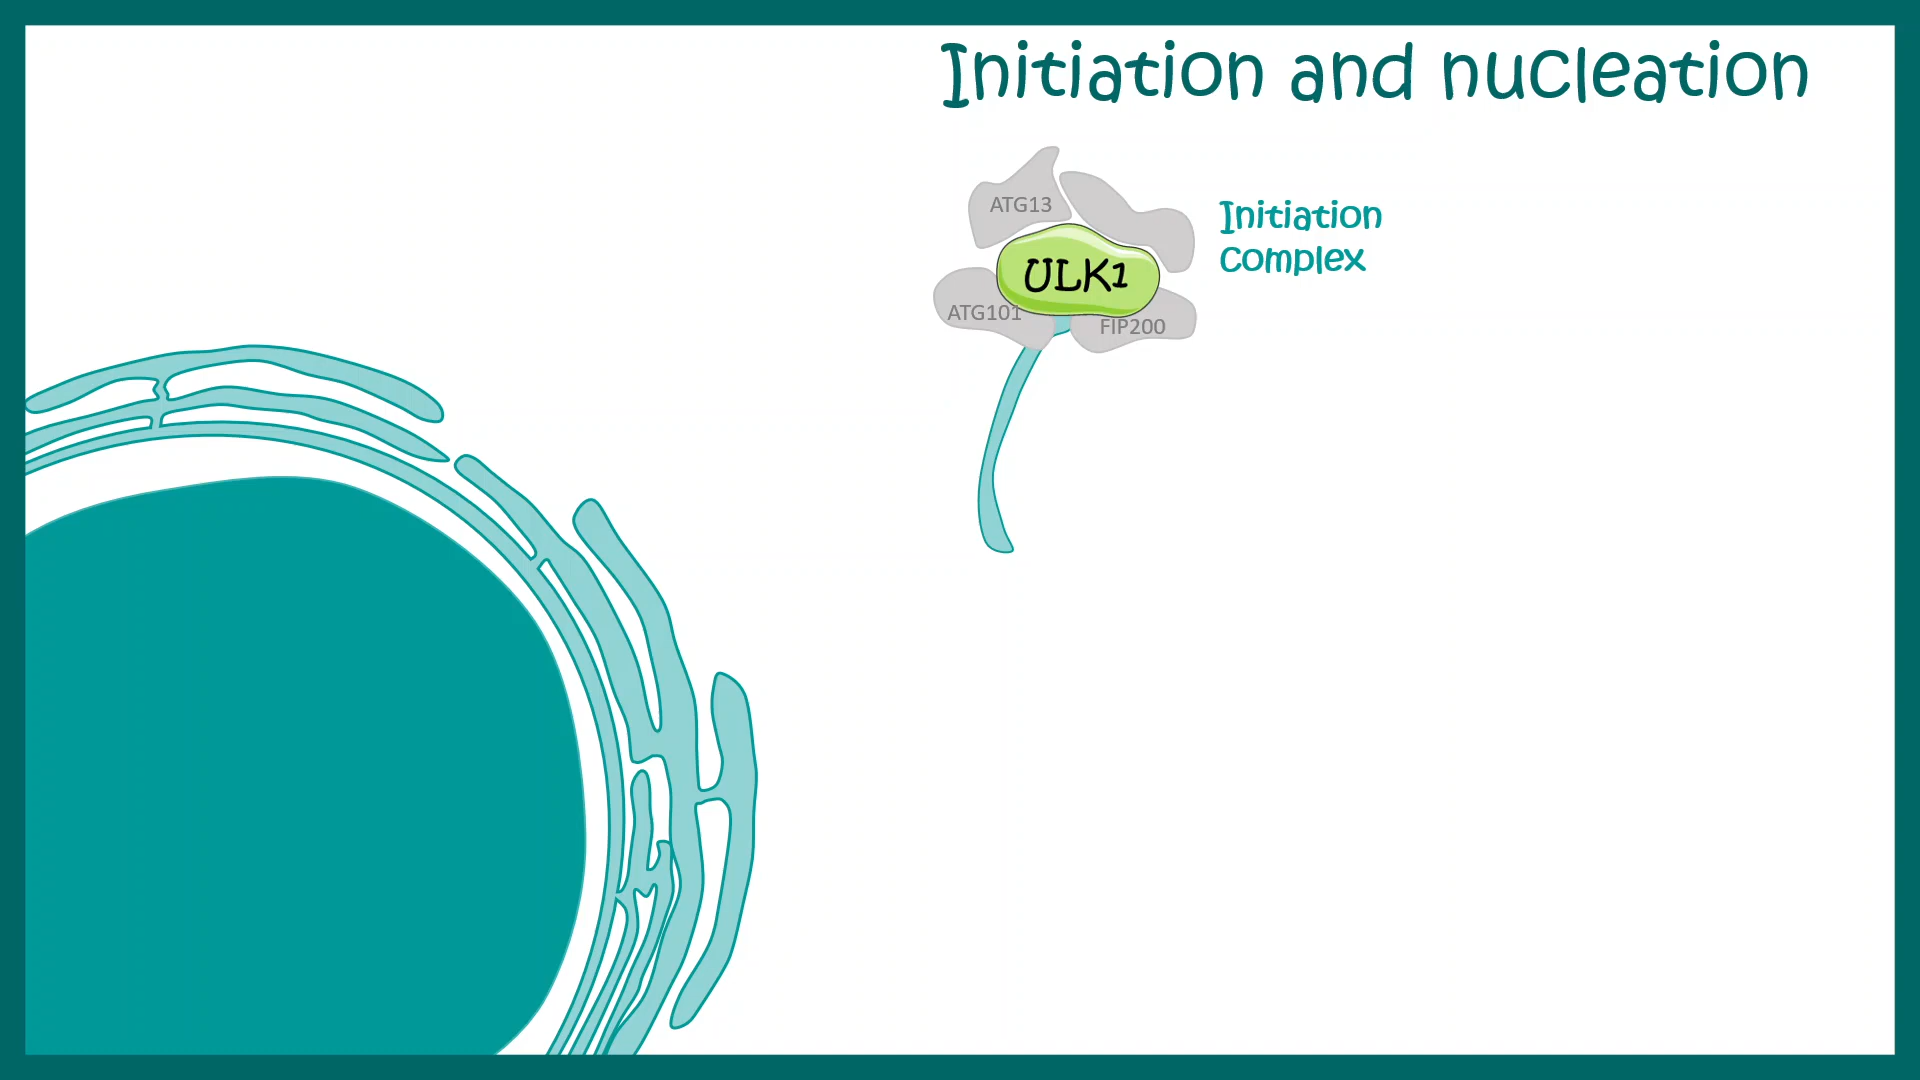 Initiation and nucleation
ATG13
Initiation
complex
ULK1
ATG101
FIP200